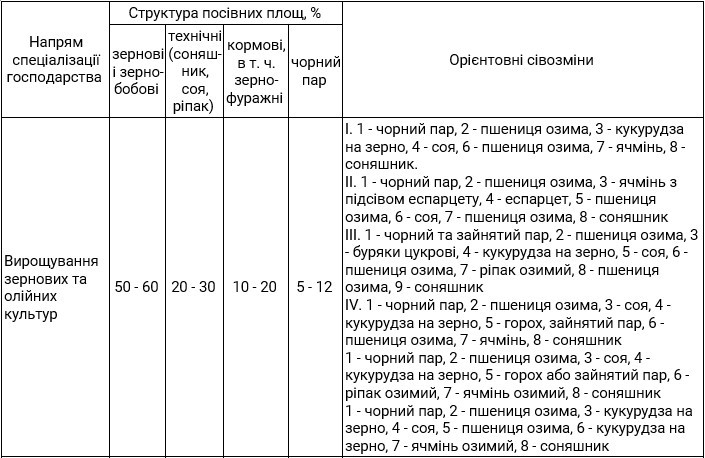 Напрям
спеціалізації
господарства
Структура посівних площ, %
зернові
і зерно-
бобові
технічні
(соняш-
ник,
соя,
ріпак)
кормові,
в т. ч.
зерно-
фуражні
чорний
пар
Орієнтовні сівозміни
Вирощування
зернових та
олійних
культур
50 - 60
20 - 30
10 - 20
5 - 12
I. 1 - чорний пар, 2 - пшениця озима, 3 - кукурудза
на зерно, 4 - соя, 6 - пшениця озима, 7 - ячмінь, 8 -
соняшник.
II. 1 - чорний пар, 2 - пшениця озима, 3 - ячмінь з
підсівом еспарцету, 4 - еспарцет, 5 - пшениця
озима, 6 - соя, 7 - пшениця озима, 8 - соняшник
III. 1 - чорний та зайнятий пар, 2 - пшениця озима, 3
- буряки цукрові, 4 - кукурудза на зерно, 5 - соя, 6 -
пшениця озима, 7 - ріпак озимий, 8 - пшениця
озима, 9 - соняшник
IV. 1 - чорний пар, 2 - пшениця озима, 3 - соя, 4 -
кукурудза на зерно, 5 - горох, зайнятий пар, 6 -
пшениця озима, 7 - ячмінь, 8 - соняшник
1 - чорний пар, 2 - пшениця озима, 3 - соя, 4 -
кукурудза на зерно, 5 - горох або зайнятий пар, 6 -
ріпак озимий, 7 - ячмінь озимий, 8 - соняшник
1 - чорний пар, 2 - пшениця озима, 3 - кукурудза на
зерно, 4 - соя, 5 - пшениця озима, 6 - кукурудза на
зерно, 7 - ячмінь озимий, 8 - соняшник